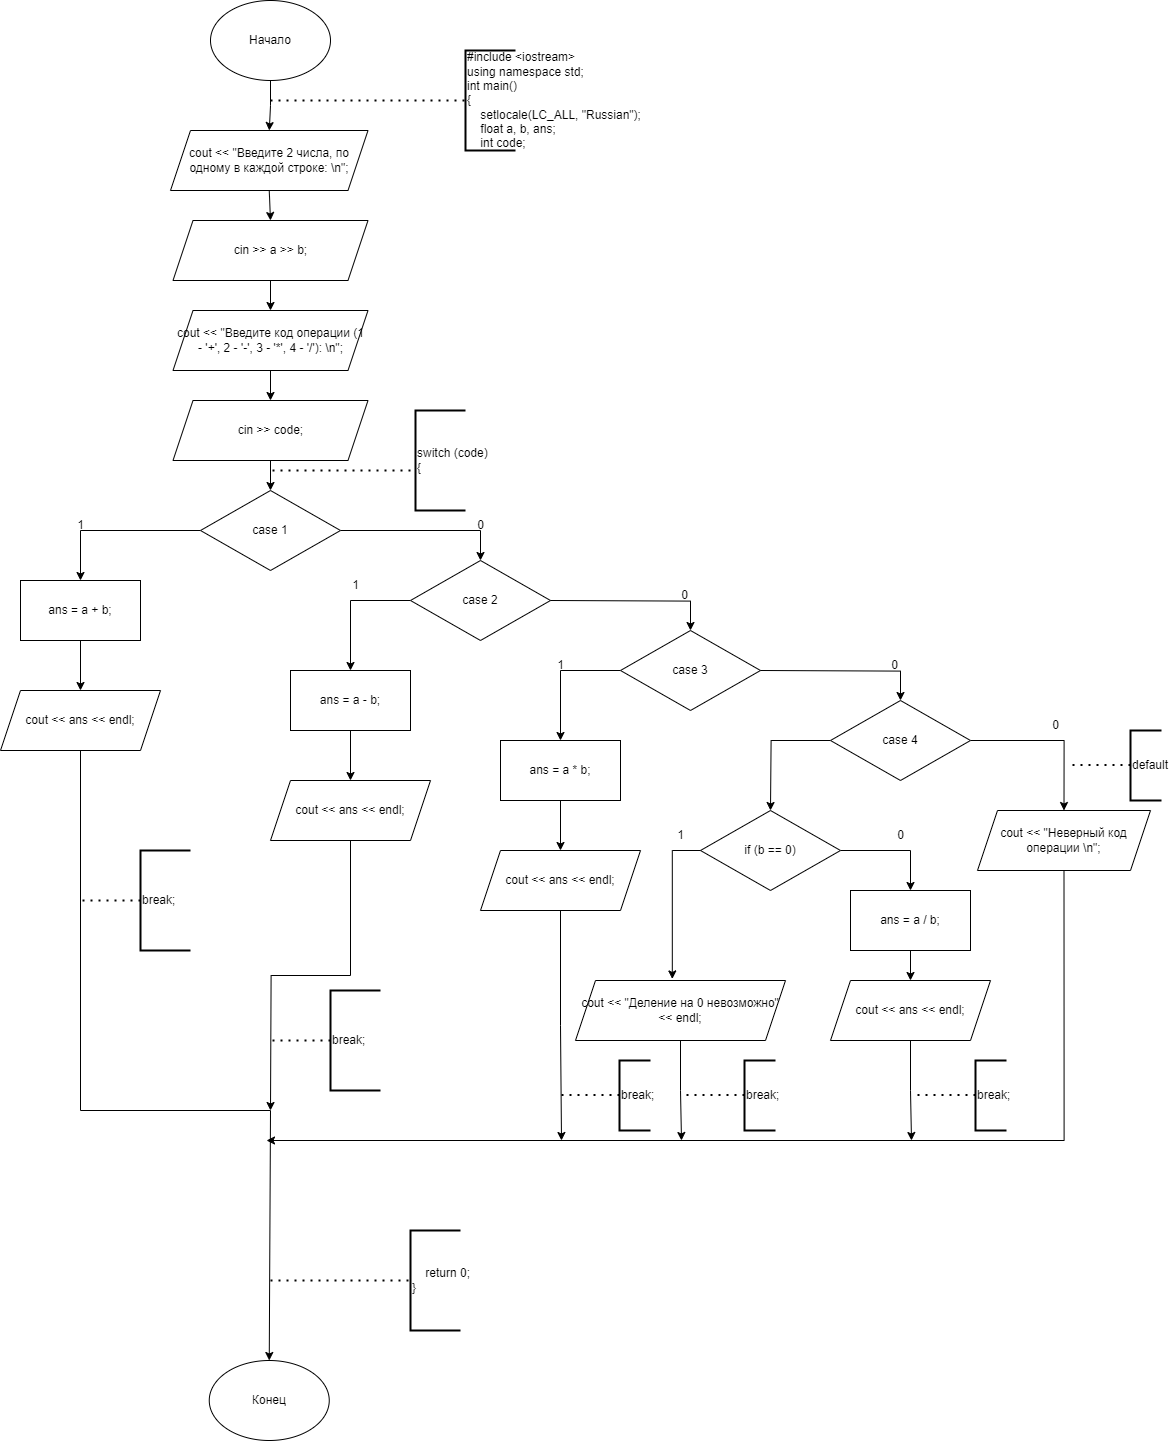 Начало
#include <iostream>
using namespace std;
int main()
{
setlocale(LC_ALL, "Russian");
float a, b, ans;
int code;
cout << "Введите 2 числа, по
одному в каждой строке: \n";
cin >> a >> b;
cout << "Введите код операции (1
- '+', 2 - '-', 3 - '*', 4 - '/'): \n";
cin >> code;
switch (code)
{
case 1
1
0
ans = a + b;
cout << ans << endl;
break;
case 2
1
0
ans = a - b;
cout << ans << endl;
break;
case 3
1
0
ans = a * b;
cout << ans << endl;
break;
case 4
0
default
if (b == 0)
1
0
cout << "Деление на 0 невозможно"
<< endl;
break;
ans = a / b;
cout << ans << endl;
break;
cout << "Неверный код
операции \n";
return 0;
}
Конец